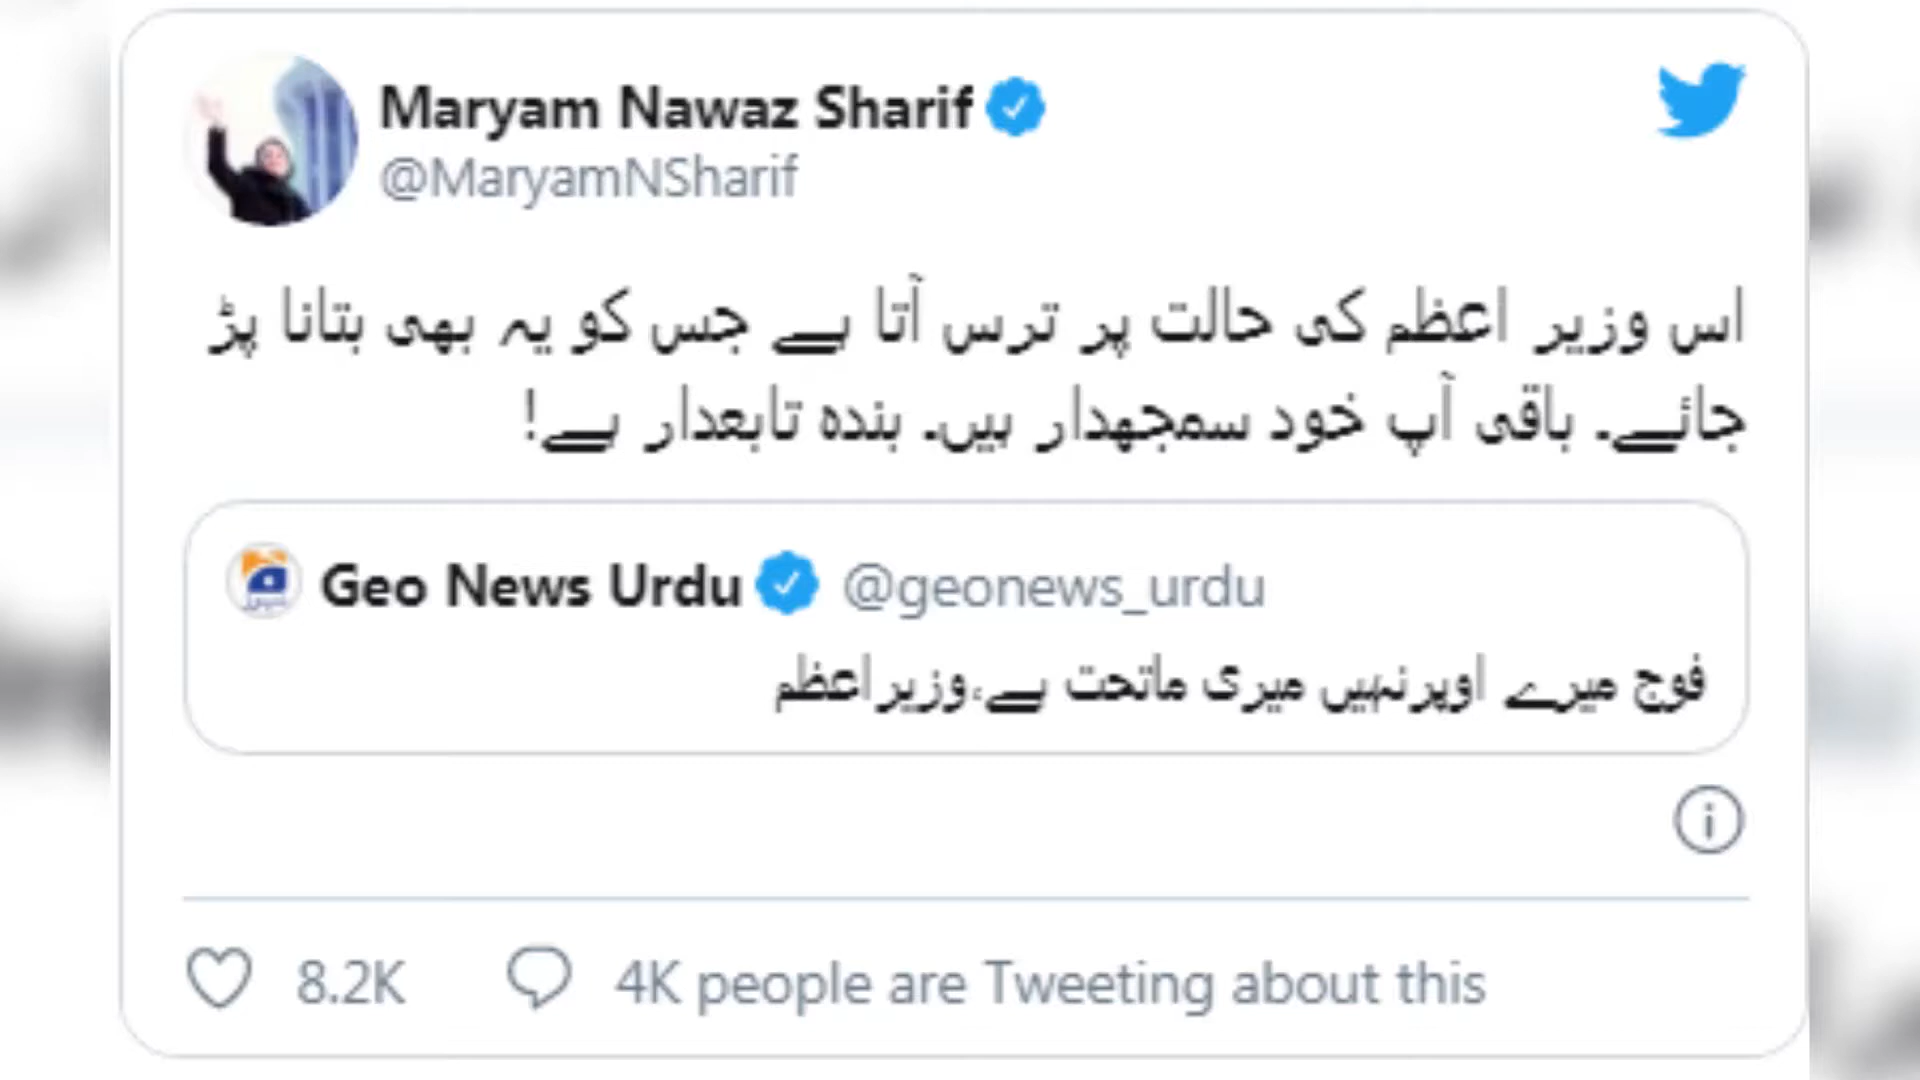 Maryam Nawaz Sharif
@MaryamNSharif
اس وزیر اعظم کی حالت پر ترس آتا ہے جس کو یہ بھی بتانا پڑ
جائے۔ باقی آپ خود سمجھدار ہیں۔ بندہ تابعدار ہے!
Geo News Urdu @geonews_urdu
فوج میرے اوپرنہیں میری ماتحت ہے،وزیراعظم
8.2K 4K people are Tweeting about this